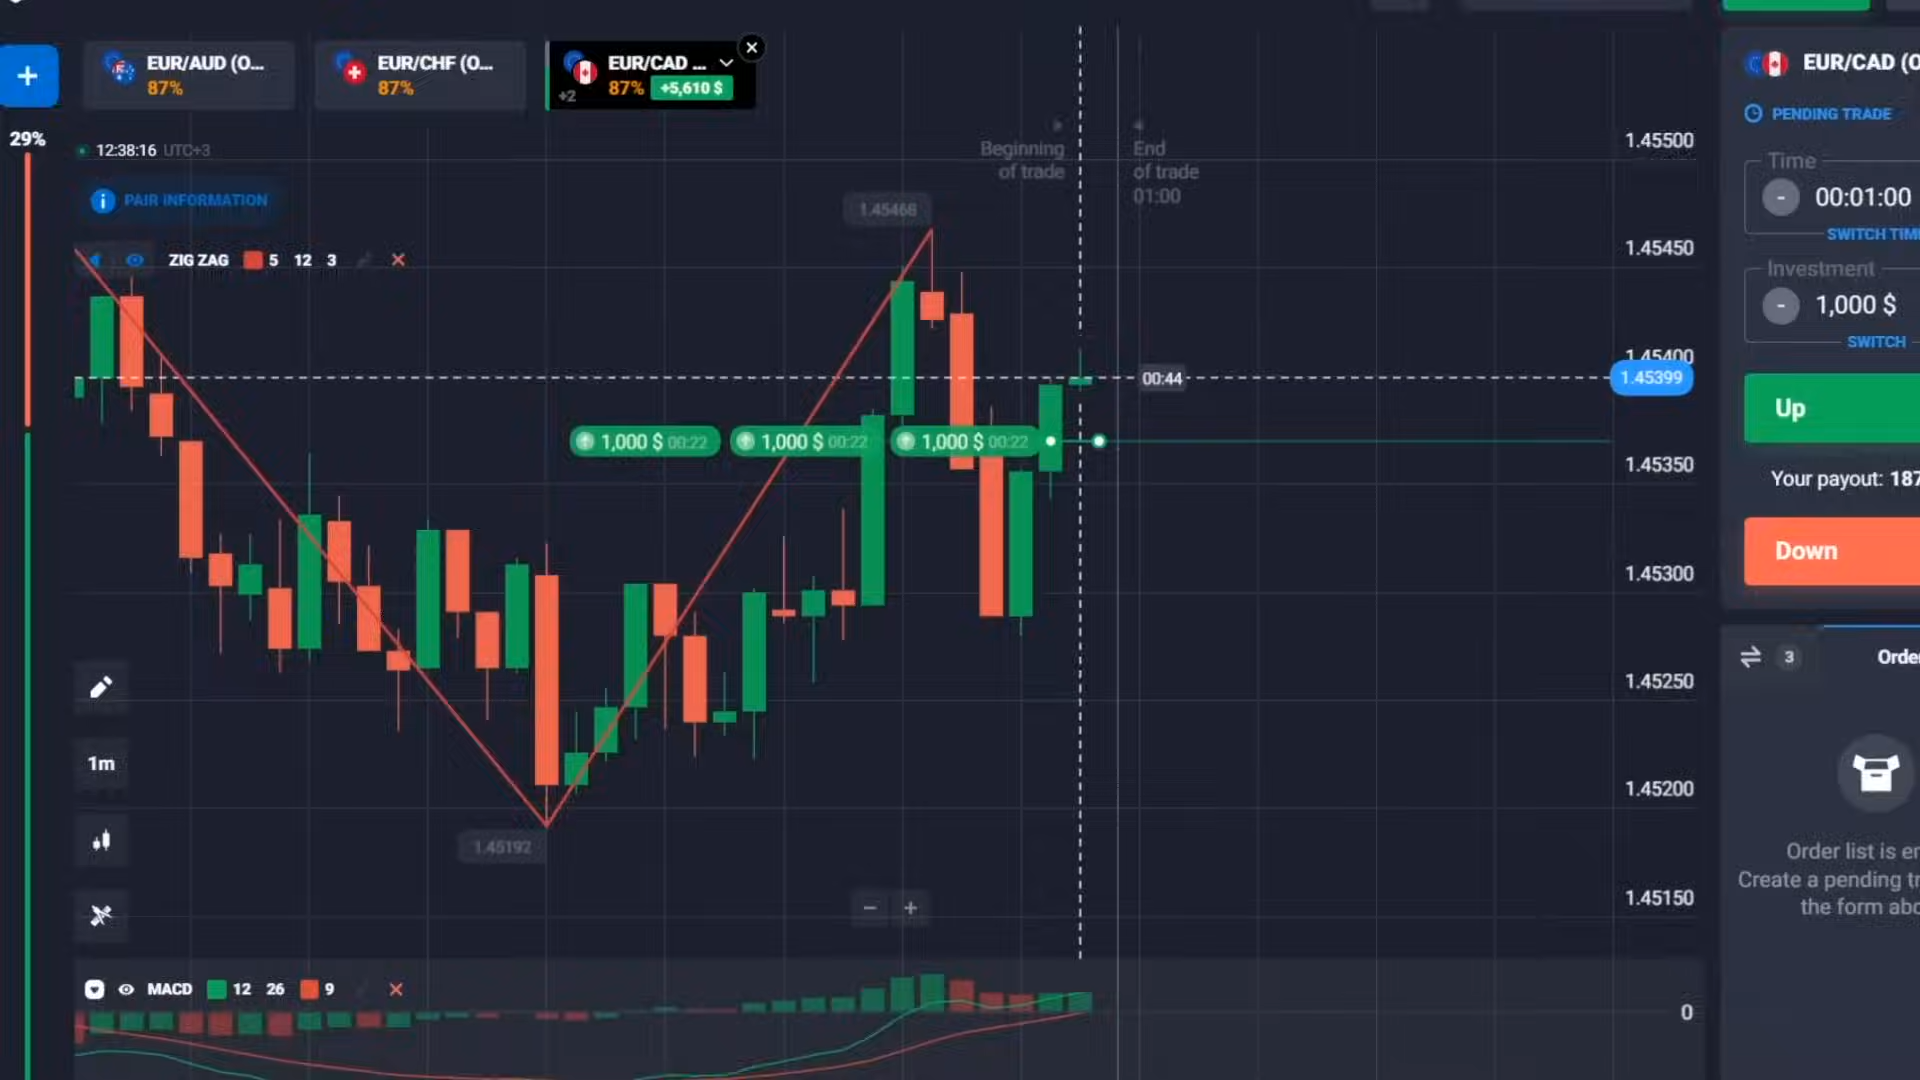 EUR/AUD (O...
87%
EUR/CHF (O...
87%
EUR/CAD ...
+2
87%
+5,610 $
29%
12:38:16 UTC+3
PAIR INFORMATION
ZIG ZAG 5 12 3
Beginning
of trade
End
of trade
01:00
1.45466
1.45192
00:44
1,000 $ 00:22
1,000 $ 00:22
1,000 $ 00:22
1m
MACD 12 26 9
1.45500
1.45450
1.45400
1.45399
1.45350
1.45300
1.45250
1.45200
1.45150
0
EUR/CAD (O
PENDING TRADE
Time
00:01:00
SWITCH TIM
Investment
1,000 $
SWITCH
Up
Your payout: 187
Down
3
Order
Order list is e
Create a pending tr
the form abo